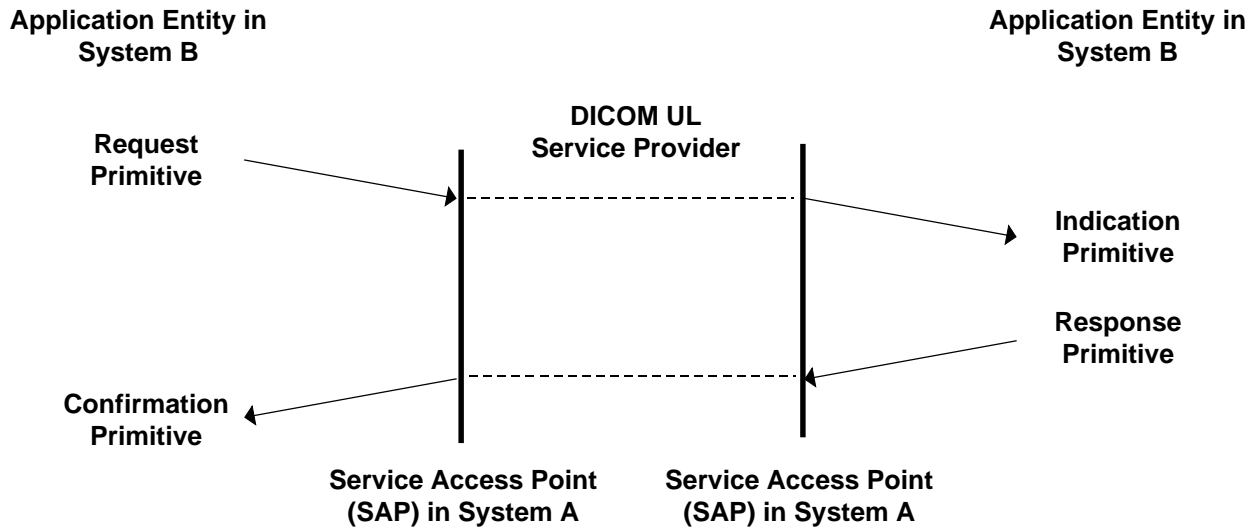 Application Entity in
System B
Application Entity in
System B
DICOM UL
Service Provider
Request
Primitive
Indication
Primitive
Response
Primitive
Confirmation
Primitive
Service Access Point
(SAP) in System A
Service Access Point
(SAP) in System A